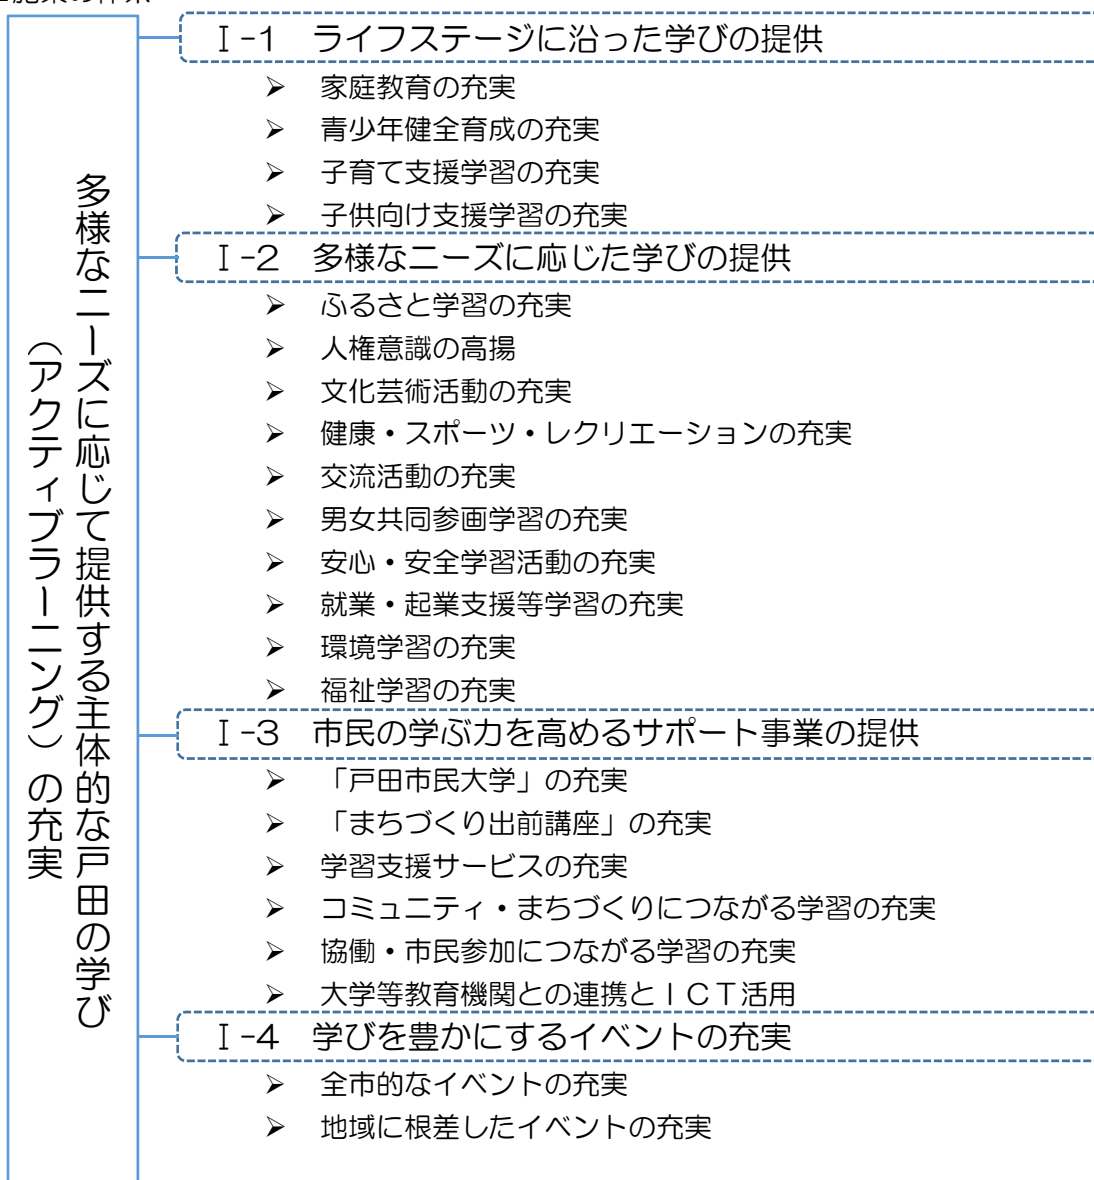 多様なニーズに応じて提供する主体的な戸田の学び
（アクティブラーニング）の充実
Ⅰ-1 ライフステージに沿った学びの提供
➢ 家庭教育の充実
➢ 青少年健全育成の充実
➢ 子育て支援学習の充実
➢ 子供向け支援学習の充実
Ⅰ-2 多様なニーズに応じた学びの提供
➢ ふるさと学習の充実
➢ 人権意識の高揚
➢ 文化芸術活動の充実
➢ 健康・スポーツ・レクリエーションの充実
➢ 交流活動の充実
➢ 男女共同参画学習の充実
➢ 安心・安全学習活動の充実
➢ 就業・起業支援等学習の充実
➢ 環境学習の充実
➢ 福祉学習の充実
Ⅰ-3 市民の学ぶ力を高めるサポート事業の提供
➢ 「戸田市民大学」の充実
➢ 「まちづくり出前講座」の充実
➢ 学習支援サービスの充実
➢ コミュニティ・まちづくりにつながる学習の充実
➢ 協働・市民参加につながる学習の充実
➢ 大学等教育機関との連携とＩＣＴ活用
Ⅰ-4 学びを豊かにするイベントの充実
➢ 全市的なイベントの充実
➢ 地域に根差したイベントの充実